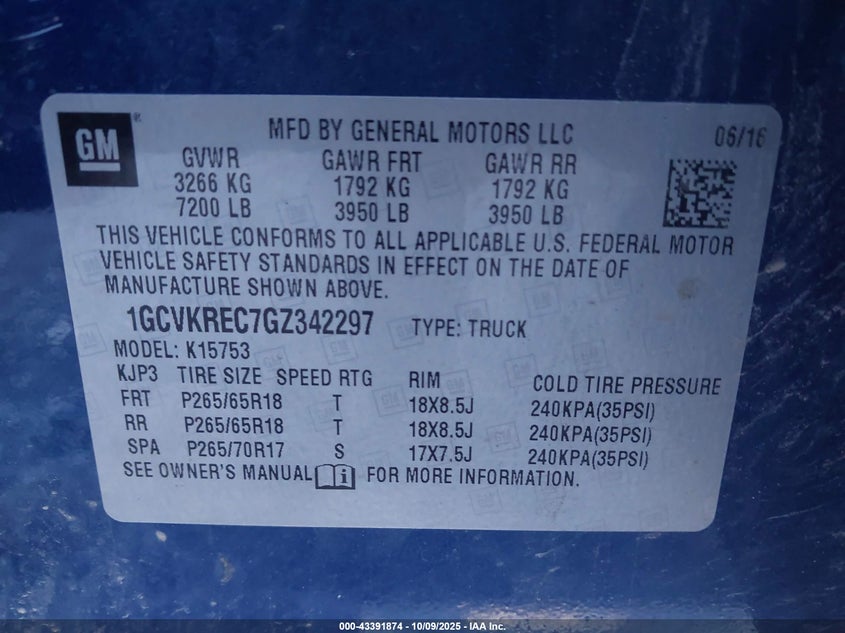 GM
®
MFD BY GENERAL MOTORS LLC 06/16
GVWR GAWR FRT GAWR RR
3266 KG 1792 KG 1792 KG
7200 LB 3950 LB 3950 LB
THIS VEHICLE CONFORMS TO ALL APPLICABLE U.S. FEDERAL MOTOR
VEHICLE SAFETY STANDARDS IN EFFECT ON THE DATE OF
MANUFACTURE SHOWN ABOVE.
1GCVKREC7GZ342297 TYPE: TRUCK
MODEL: K15753
KJP3 TIRE SIZE SPEED RTG RIM COLD TIRE PRESSURE
FRT P265/65R18 T 18X8.5J 240KPA(35PSI)
RR P265/65R18 T 18X8.5J 240KPA(35PSI)
SPA P265/70R17 S 17X7.5J 240KPA(35PSI)
SEE OWNER'S MANUAL FOR MORE INFORMATION.
000-43391874 - 10/09/2025 - IAA Inc.